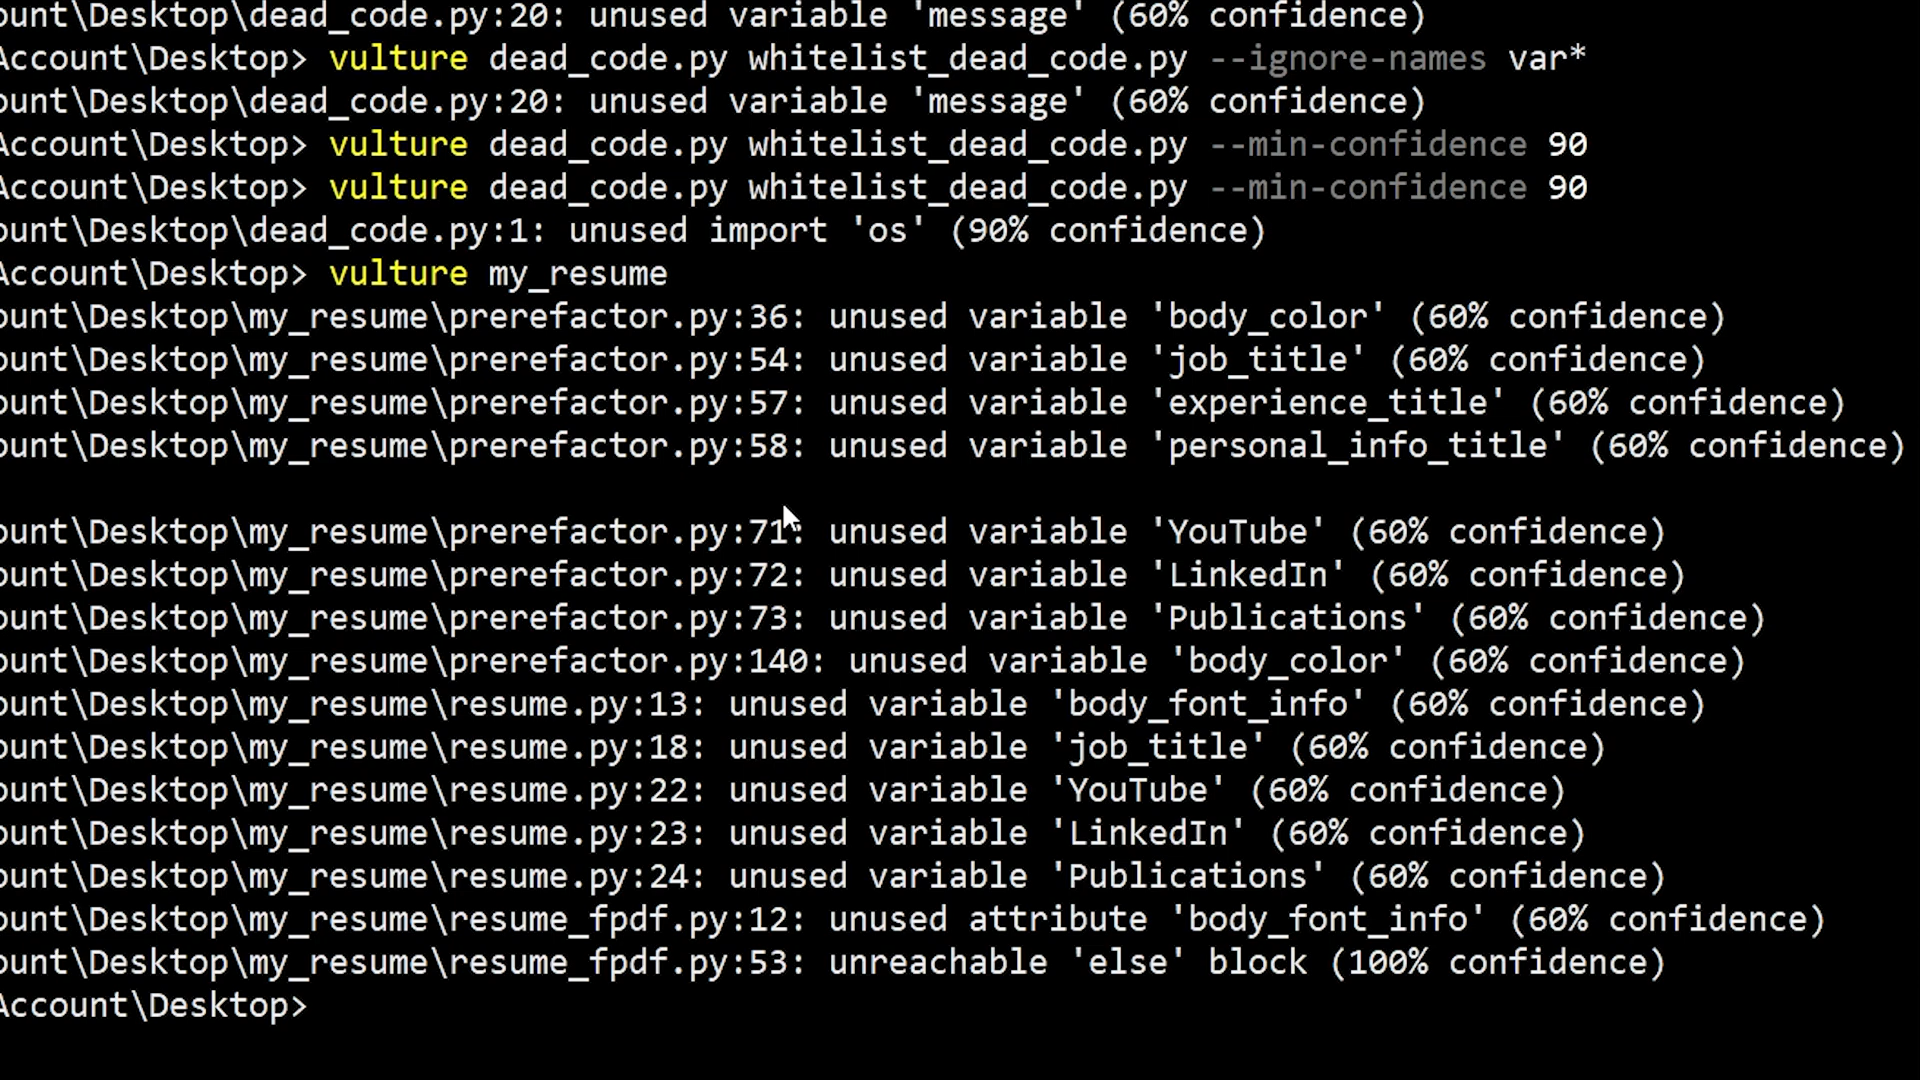 ount\Desktop\dead_code.py:20: unused variable 'message' (60% confidence)
Account\Desktop> vulture dead_code.py whitelist_dead_code.py --ignore-names var*
ount\Desktop\dead_code.py:20: unused variable 'message' (60% confidence)
Account\Desktop> vulture dead_code.py whitelist_dead_code.py --min-confidence 90
Account\Desktop> vulture dead_code.py whitelist_dead_code.py --min-confidence 90
ount\Desktop\dead_code.py:1: unused import 'os' (90% confidence)
Account\Desktop> vulture my_resume
ount\Desktop\my_resume\prerefactor.py:36: unused variable 'body_color' (60% confidence)
ount\Desktop\my_resume\prerefactor.py:54: unused variable 'job_title' (60% confidence)
ount\Desktop\my_resume\prerefactor.py:57: unused variable 'experience_title' (60% confidence)
ount\Desktop\my_resume\prerefactor.py:58: unused variable 'personal_info_title' (60% confidence)
ount\Desktop\my_resume\prerefactor.py:71: unused variable 'YouTube' (60% confidence)
ount\Desktop\my_resume\prerefactor.py:72: unused variable 'LinkedIn' (60% confidence)
ount\Desktop\my_resume\prerefactor.py:73: unused variable 'Publications' (60% confidence)
ount\Desktop\my_resume\prerefactor.py:140: unused variable 'body_color' (60% confidence)
ount\Desktop\my_resume\resume.py:13: unused variable 'body_font_info' (60% confidence)
ount\Desktop\my_resume\resume.py:18: unused variable 'job_title' (60% confidence)
ount\Desktop\my_resume\resume.py:22: unused variable 'YouTube' (60% confidence)
ount\Desktop\my_resume\resume.py:23: unused variable 'LinkedIn' (60% confidence)
ount\Desktop\my_resume\resume.py:24: unused variable 'Publications' (60% confidence)
ount\Desktop\my_resume\resume_fpdf.py:12: unused attribute 'body_font_info' (60% confidence)
ount\Desktop\my_resume\resume_fpdf.py:53: unreachable 'else' block (100% confidence)
Account\Desktop>